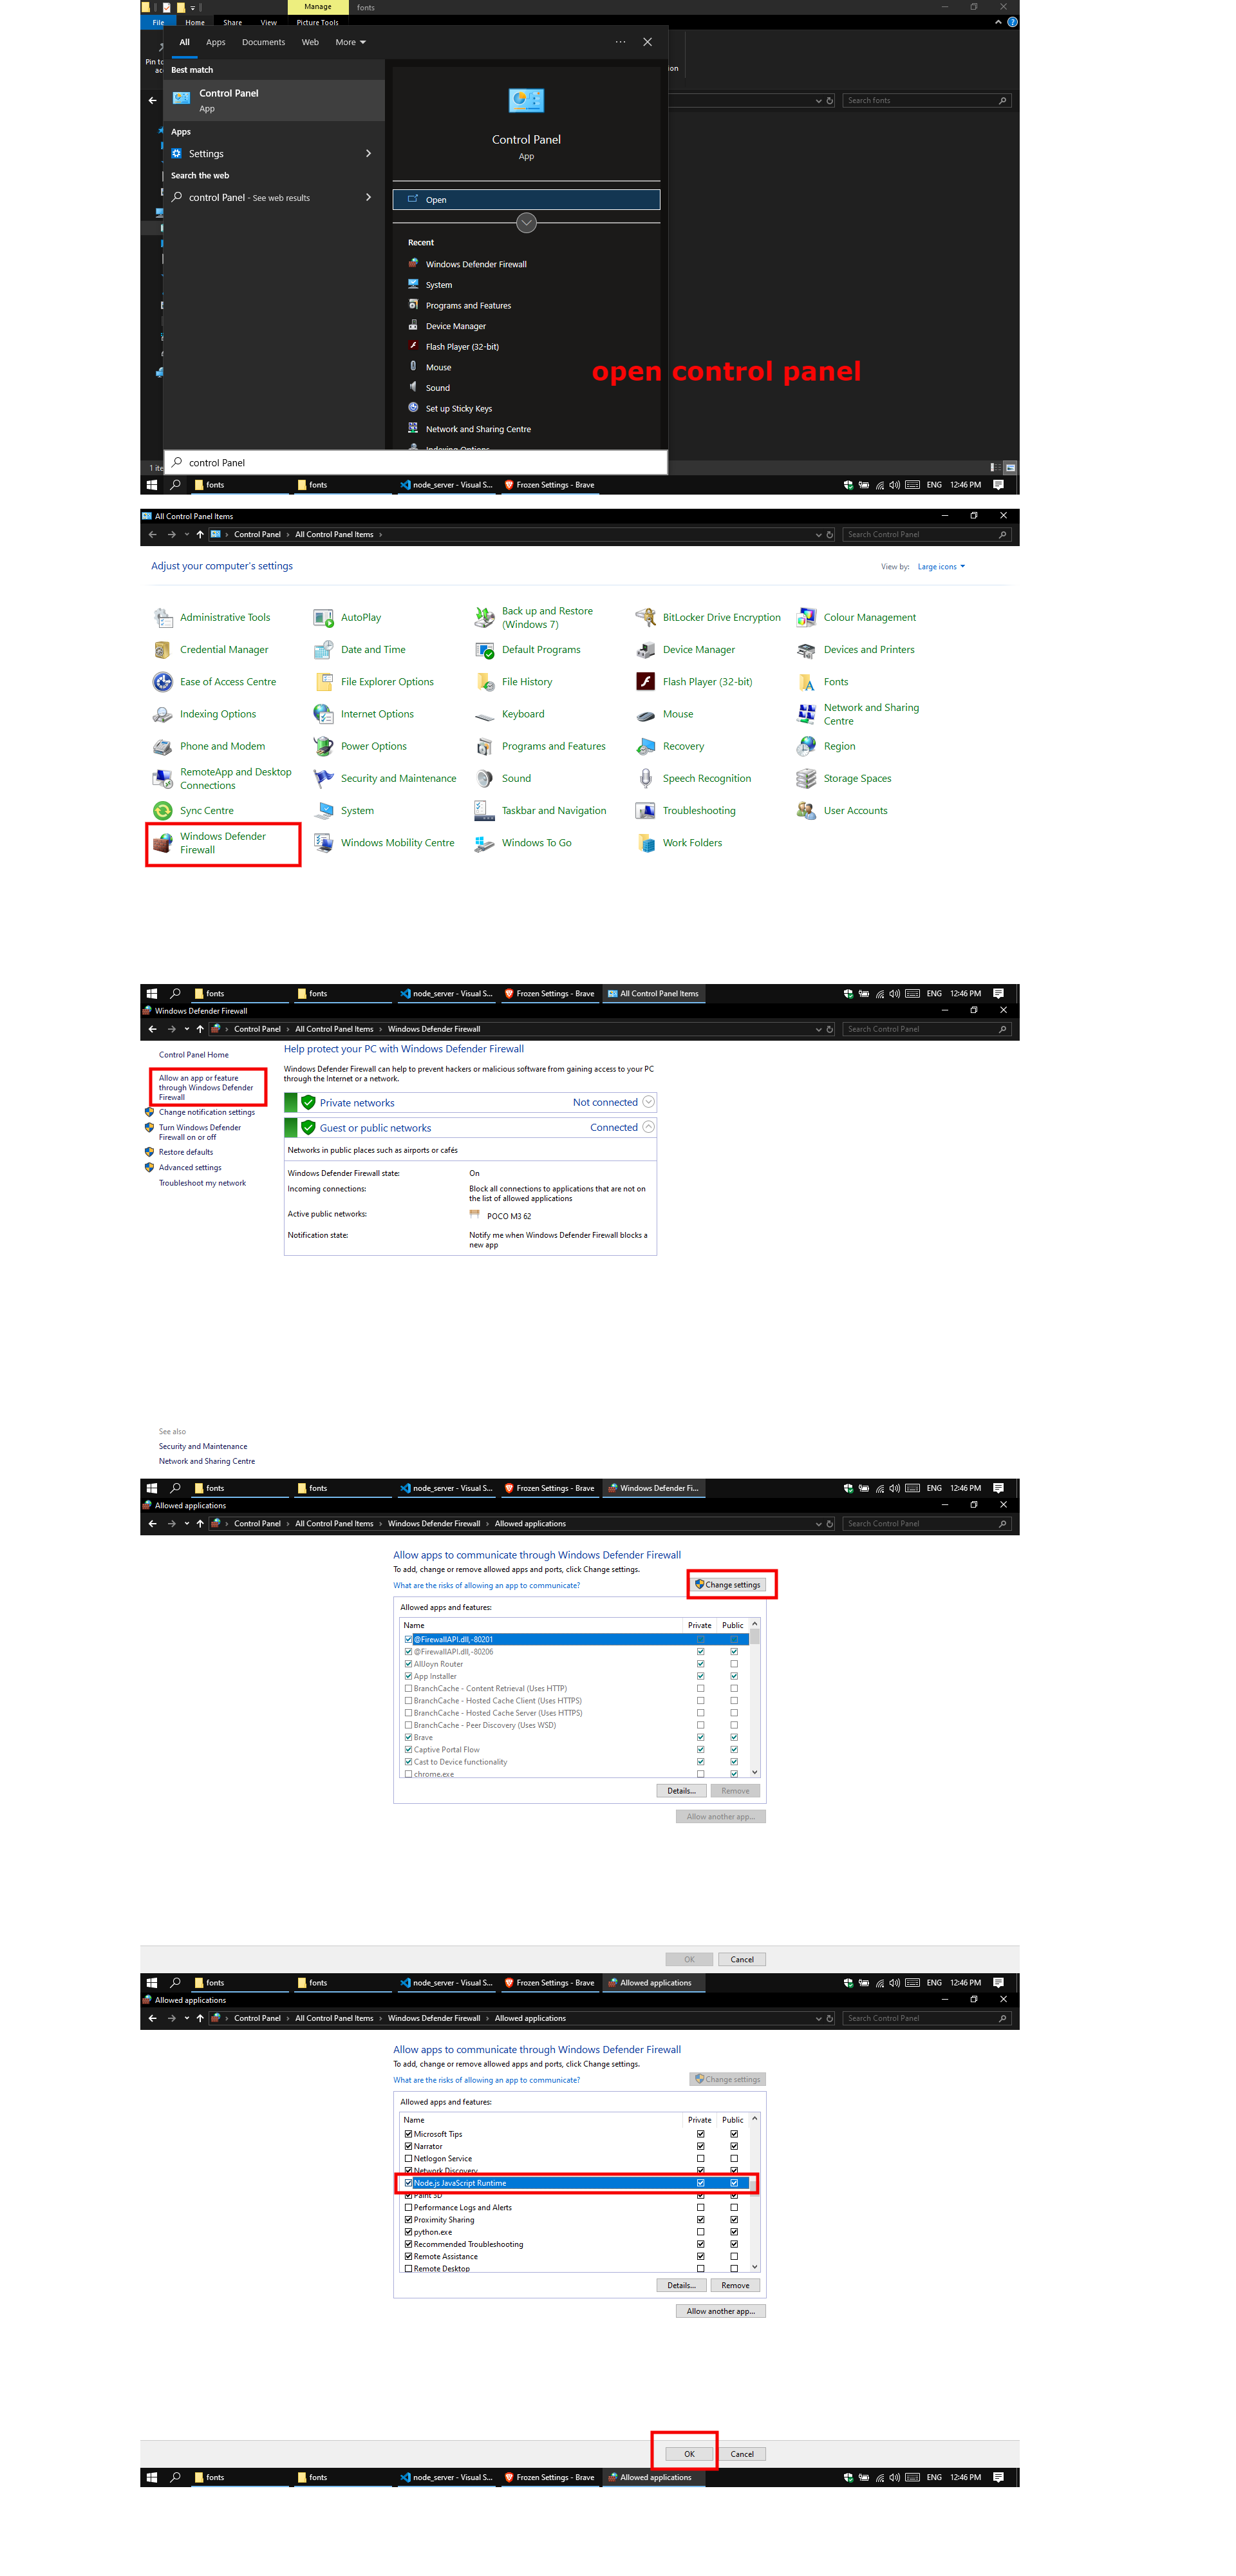 Manage
fonts
File
Home
Share
View
Picture Tools
Pin to
All
Apps
Documents
Web
More
Best match
Control Panel
App
Apps
Settings
Search the web
control Panel - See web results
Control Panel
App
Open
Recent
Windows Defender Firewall
System
Programs and Features
Device Manager
Flash Player (32-bit)
Mouse
Sound
Set up Sticky Keys
Network and Sharing Centre
Indexing Options
Search fonts
open control panel
control Panel
fonts
fonts
node_server - Visual S...
Frozen Settings - Brave
ENG
12:46 PM
All Control Panel Items
Control Panel › All Control Panel Items ›
Search Control Panel
Adjust your computer's settings
View by: Large icons
Administrative Tools
AutoPlay
Back up and Restore
(Windows 7)
BitLocker Drive Encryption
Colour Management
Credential Manager
Date and Time
Default Programs
Device Manager
Devices and Printers
Ease of Access Centre
File Explorer Options
File History
Flash Player (32-bit)
Fonts
Indexing Options
Internet Options
Keyboard
Mouse
Network and Sharing
Centre
Phone and Modem
Power Options
Programs and Features
Recovery
Region
RemoteApp and Desktop
Connections
Security and Maintenance
Sound
Speech Recognition
Storage Spaces
Sync Centre
System
Taskbar and Navigation
Troubleshooting
User Accounts
Windows Defender
Firewall
Windows Mobility Centre
Windows To Go
Work Folders
fonts
fonts
node_server - Visual S...
Frozen Settings - Brave
All Control Panel Items
ENG
12:46 PM
Windows Defender Firewall
Control Panel › All Control Panel Items › Windows Defender Firewall
Search Control Panel
Control Panel Home
Allow an app or feature
through Windows Defender
Firewall
Change notification settings
Turn Windows Defender
Firewall on or off
Restore defaults
Advanced settings
Troubleshoot my network
Help protect your PC with Windows Defender Firewall
Windows Defender Firewall can help to prevent hackers or malicious software from gaining access to your PC
through the Internet or a network.
Private networks
Not connected
Guest or public networks
Connected
Networks in public places such as airports or cafés
Windows Defender Firewall state:
On
Incoming connections:
Block all connections to applications that are not on
the list of allowed applications
Active public networks:
POCO M3 62
Notification state:
Notify me when Windows Defender Firewall blocks a
new app
See also
Security and Maintenance
Network and Sharing Centre
fonts
fonts
node_server - Visual S...
Frozen Settings - Brave
Windows Defender Fi...
ENG
12:46 PM
Allowed applications
Control Panel › All Control Panel Items › Windows Defender Firewall › Allowed applications
Search Control Panel
Allow apps to communicate through Windows Defender Firewall
To add, change or remove allowed apps and ports, click Change settings.
What are the risks of allowing an app to communicate?
Change settings
Allowed apps and features:
Name
Private
Public
@FirewallAPI.dll,-80201
@FirewallAPI.dll,-80206
AllJoyn Router
App Installer
BranchCache - Content Retrieval (Uses HTTP)
BranchCache - Hosted Cache Client (Uses HTTPS)
BranchCache - Hosted Cache Server (Uses HTTPS)
BranchCache - Peer Discovery (Uses WSD)
Brave
Captive Portal Flow
Cast to Device functionality
chrome.exe
Details...
Remove
Allow another app...
OK
Cancel
fonts
fonts
node_server - Visual S...
Frozen Settings - Brave
Allowed applications
ENG
12:46 PM
Allowed applications
Control Panel › All Control Panel Items › Windows Defender Firewall › Allowed applications
Search Control Panel
Allow apps to communicate through Windows Defender Firewall
To add, change or remove allowed apps and ports, click Change settings.
What are the risks of allowing an app to communicate?
Change settings
Allowed apps and features:
Name
Private
Public
Microsoft Tips
Narrator
Netlogon Service
Network Discovery
Node.js JavaScript Runtime
Paint 3D
Performance Logs and Alerts
Proximity Sharing
python.exe
Recommended Troubleshooting
Remote Assistance
Remote Desktop
Details...
Remove
Allow another app...
OK
Cancel
fonts
fonts
node_server - Visual S...
Frozen Settings - Brave
Allowed applications
ENG
12:46 PM